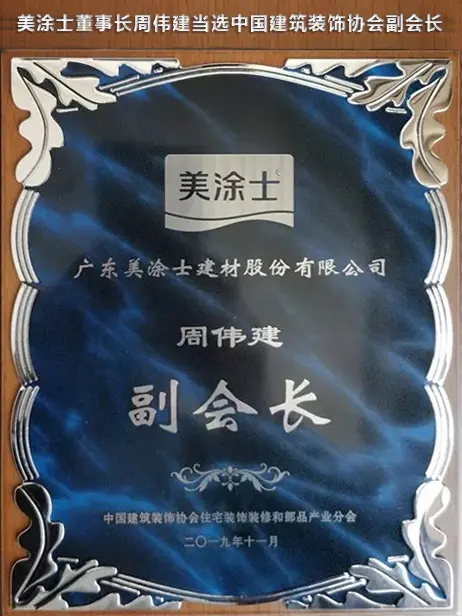 美涂士董事长周伟建当选中国建筑装饰协会副会长
美涂士
广东美涂士建材股份有限公司
周伟建
副会长
中国建筑装饰协会住宅装饰装修和部品产业分会
二〇一九年十一月